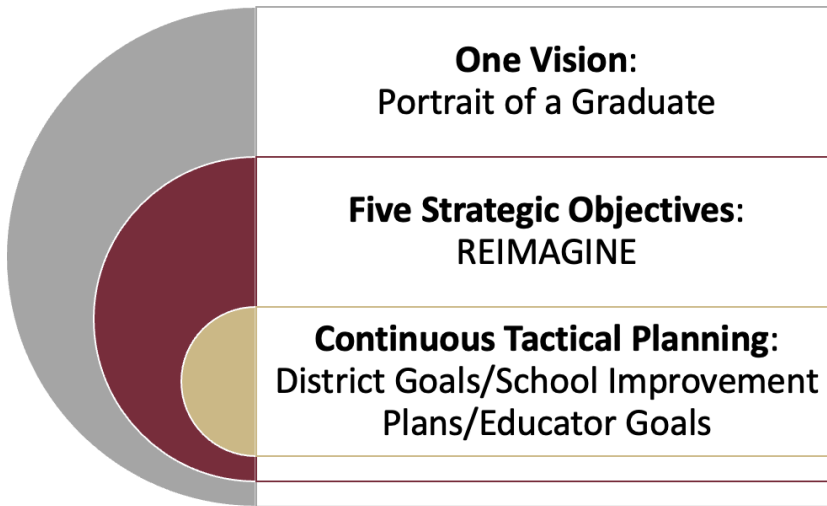 One Vision:
Portrait of a Graduate
Five Strategic Objectives:
REIMAGINE
Continuous Tactical Planning:
District Goals/School Improvement
Plans/Educator Goals